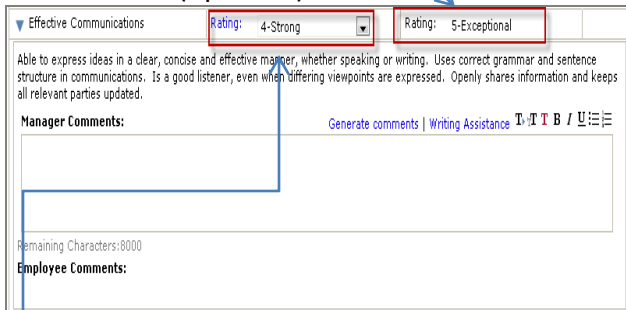 Effective Communications Rating: 4-Strong Rating: 5-Exceptional
Able to express ideas in a clear, concise and effective manner, whether speaking or writing. Uses correct grammar and sentence
structure in communications. Is a good listener, even when differing viewpoints are expressed. Openly shares information and keeps
all relevant parties updated.
Manager Comments: Generate comments | Writing Assistance T T T B I U
Remaining Characters:8000
Employee Comments: